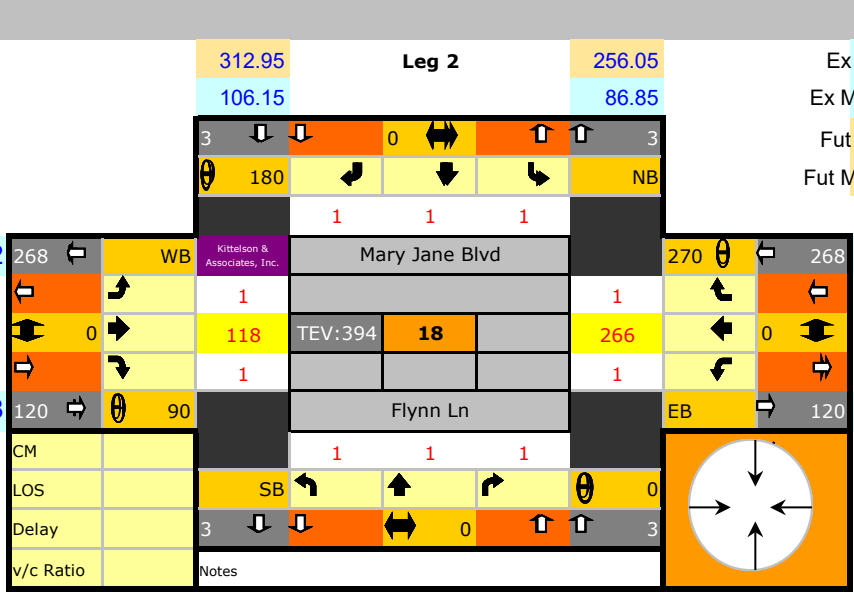 312.95 Leg 2 256.05 Ex
106.15 86.85 Ex M
3 0 3 Fut
180 NB Fut M
1 1 1
268 WB Kittelson & Associates, Inc. Mary Jane Blvd 270 268
1 1
0 118 TEV:394 18 266 0
1 1
120 90 Flynn Ln EB 120
CM 1 1 1
LOS SB 0
Delay 3 0 3
v/c Ratio Notes